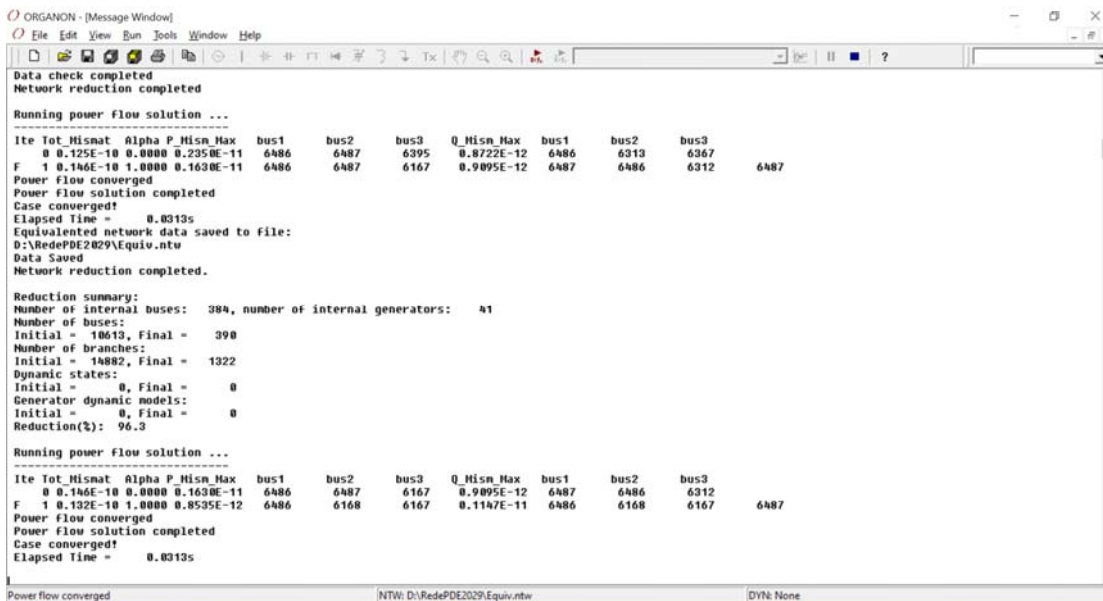 ORGANON - [Message Window]
File Edit View Run Tools Window Help
Tx ?
Data check completed
Network reduction completed
Running power flow solution ...
-------------------------------
Ite Tot_Mismat Alpha P_Mism_Max bus1 bus2 bus3 Q_Mism_Max bus1 bus2 bus3
0 0.125E-10 0.0000 0.2350E-11 6486 6487 6395 0.8722E-12 6486 6313 6367
F 1 0.146E-10 1.0000 0.1630E-11 6486 6487 6167 0.9095E-12 6487 6486 6312 6487
Power flow converged
Power flow solution completed
Case converged!
Elapsed Time = 0.0313s
Equivalented network data saved to file:
D:\RedePDE2029\Equiv.ntw
Data Saved
Network reduction completed.
Reduction summary:
Number of internal buses: 384, number of internal generators: 41
Number of buses:
Initial = 10613, Final = 390
Number of branches:
Initial = 14882, Final = 1322
Dynamic states:
Initial = 0, Final = 0
Generator dynamic models:
Initial = 0, Final = 0
Reduction(%): 96.3
Running power flow solution ...
-------------------------------
Ite Tot_Mismat Alpha P_Mism_Max bus1 bus2 bus3 Q_Mism_Max bus1 bus2 bus3
0 0.146E-10 0.0000 0.1630E-11 6486 6487 6167 0.9095E-12 6487 6486 6312
F 1 0.132E-10 1.0000 0.8535E-12 6486 6168 6167 0.1147E-11 6486 6168 6167 6487
Power flow converged
Power flow solution completed
Case converged!
Elapsed Time = 0.0313s
Power flow converged NTW: D:\RedePDE2029\Equiv.ntw DYN: None